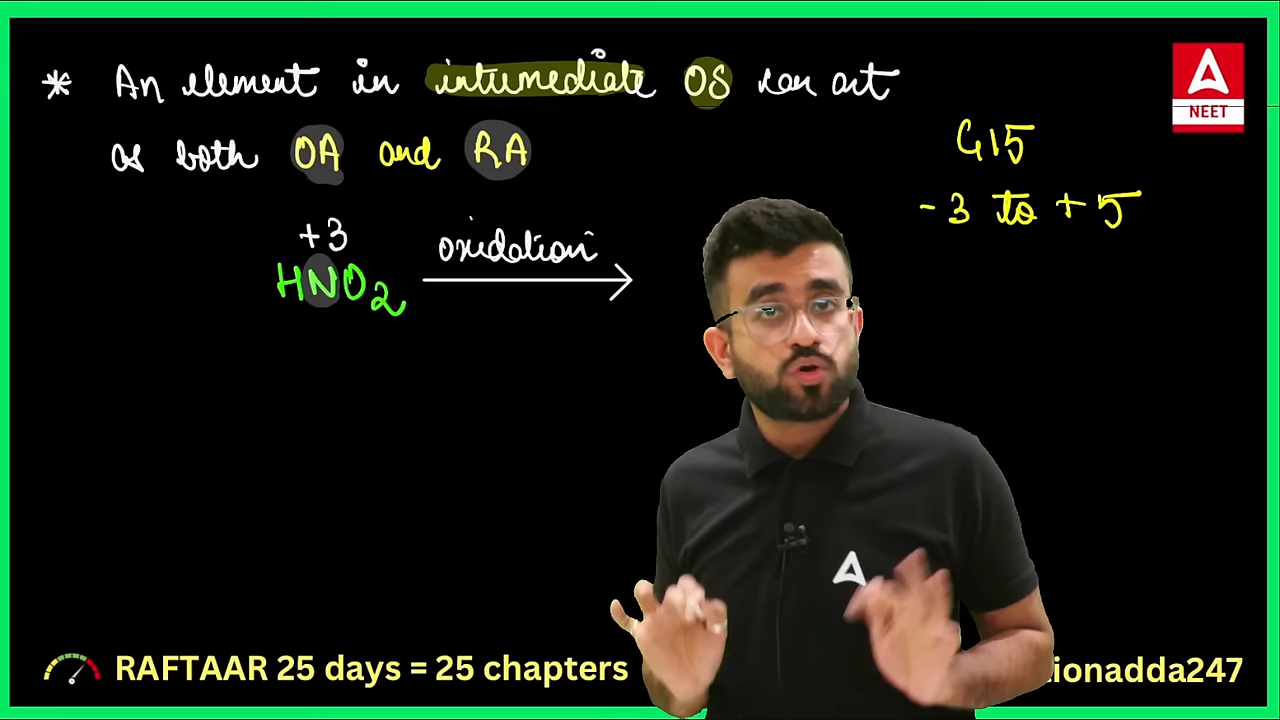 * An element in intermediate OS can act
as both OA and RA
G15
-3 to +5
+3
HNO2
oxidation
NEET
RAFTAAR 25 days = 25 chapters
ionadda247